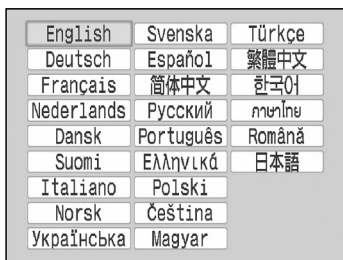 English
Svenska
Türkçe
Deutsch
Español
繁體中文
Français
简体中文
한국어
Nederlands
Русский
ภาษาไทย
Dansk
Português
Română
Suomi
Ελληνικά
日本語
Italiano
Polski
Norsk
Čeština
Українська
Magyar